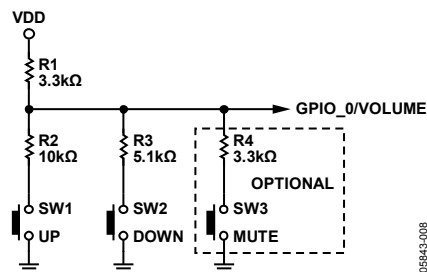 VDD
R1
3.3kΩ
GPIO_0/VOLUME
R2
10kΩ
R3
5.1kΩ
R4
3.3kΩ
OPTIONAL
SW1
UP
SW2
DOWN
SW3
MUTE
05843-008